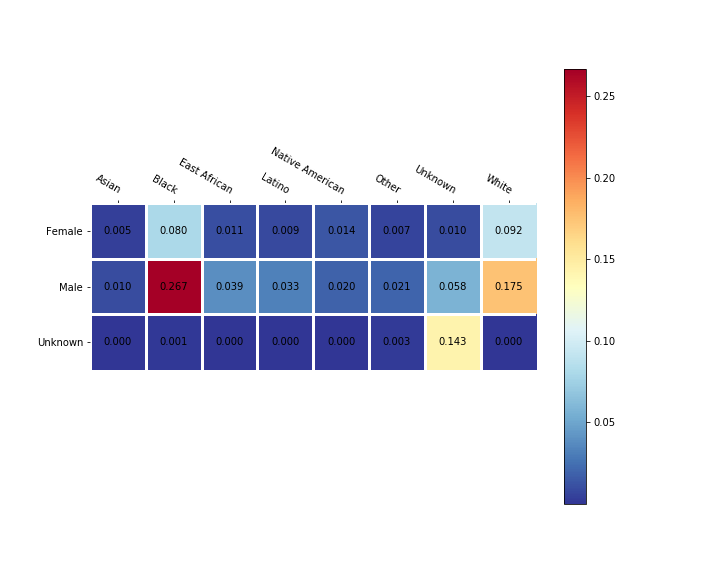 Asian Black East African Latino Native American Other Unknown White
Female 0.005 0.080 0.011 0.009 0.014 0.007 0.010 0.092
Male 0.010 0.267 0.039 0.033 0.020 0.021 0.058 0.175
Unknown 0.000 0.001 0.000 0.000 0.000 0.003 0.143 0.000
0.25
0.20
0.15
0.10
0.05